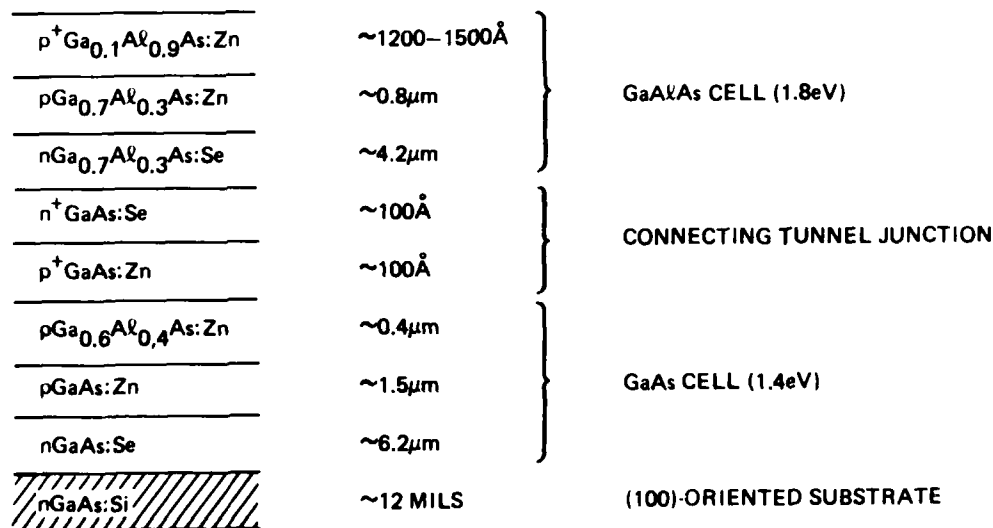 p⁺Ga₀.₁Aℓ₀.₉As:Zn ~1200–1500Å
pGa₀.₇Aℓ₀.₃As:Zn ~0.8μm GaAℓAs CELL (1.8eV)
nGa₀.₇Aℓ₀.₃As:Se ~4.2μm
n⁺GaAs:Se ~100Å
CONNECTING TUNNEL JUNCTION
p⁺GaAs:Zn ~100Å
pGa₀.₆Aℓ₀,₄As:Zn ~0.4μm
pGaAs:Zn ~1.5μm GaAs CELL (1.4eV)
nGaAs:Se ~6.2μm
nGaAs:Si ~12 MILS (100)-ORIENTED SUBSTRATE